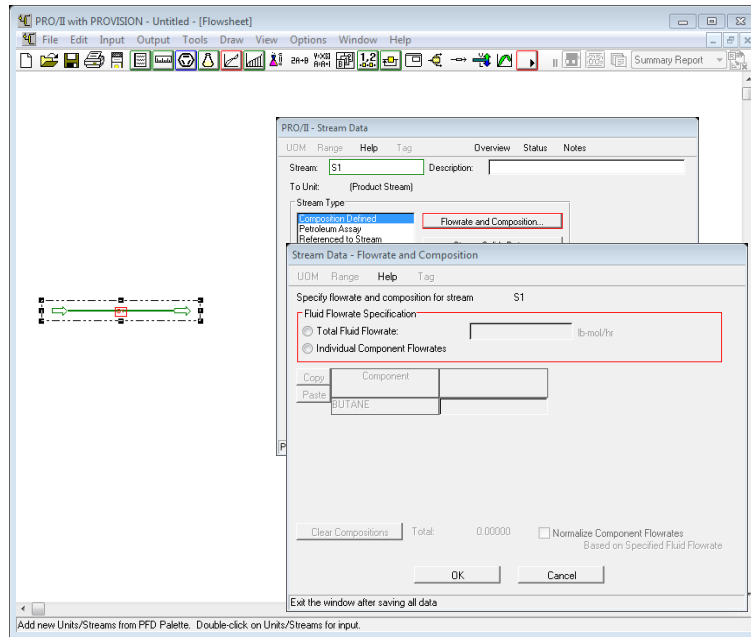 PRO/II with PROVISION - Untitled - [Flowsheet]
File Edit Input Output Tools Draw View Options Window Help
Summary Report
PRO/II - Stream Data
UOM Range Help Tag Overview Status Notes
Stream: S1 Description:
To Unit: (Product Stream)
Stream Type
Composition Defined Flowrate and Composition...
Petroleum Assay
Referenced to Stream
Stream Data - Flowrate and Composition
UOM Range Help Tag
Specify flowrate and composition for stream S1
Fluid Flowrate Specification
Total Fluid Flowrate: lb-mol/hr
Individual Component Flowrates
Copy Component
Paste
BUTANE
S1
Clear Compositions Total: 0.00000 Normalize Component Flowrates
Based on Specified Fluid Flowrate
OK Cancel
Exit the window after saving all data
Add new Units/Streams from PFD Palette. Double-click on Units/Streams for input.